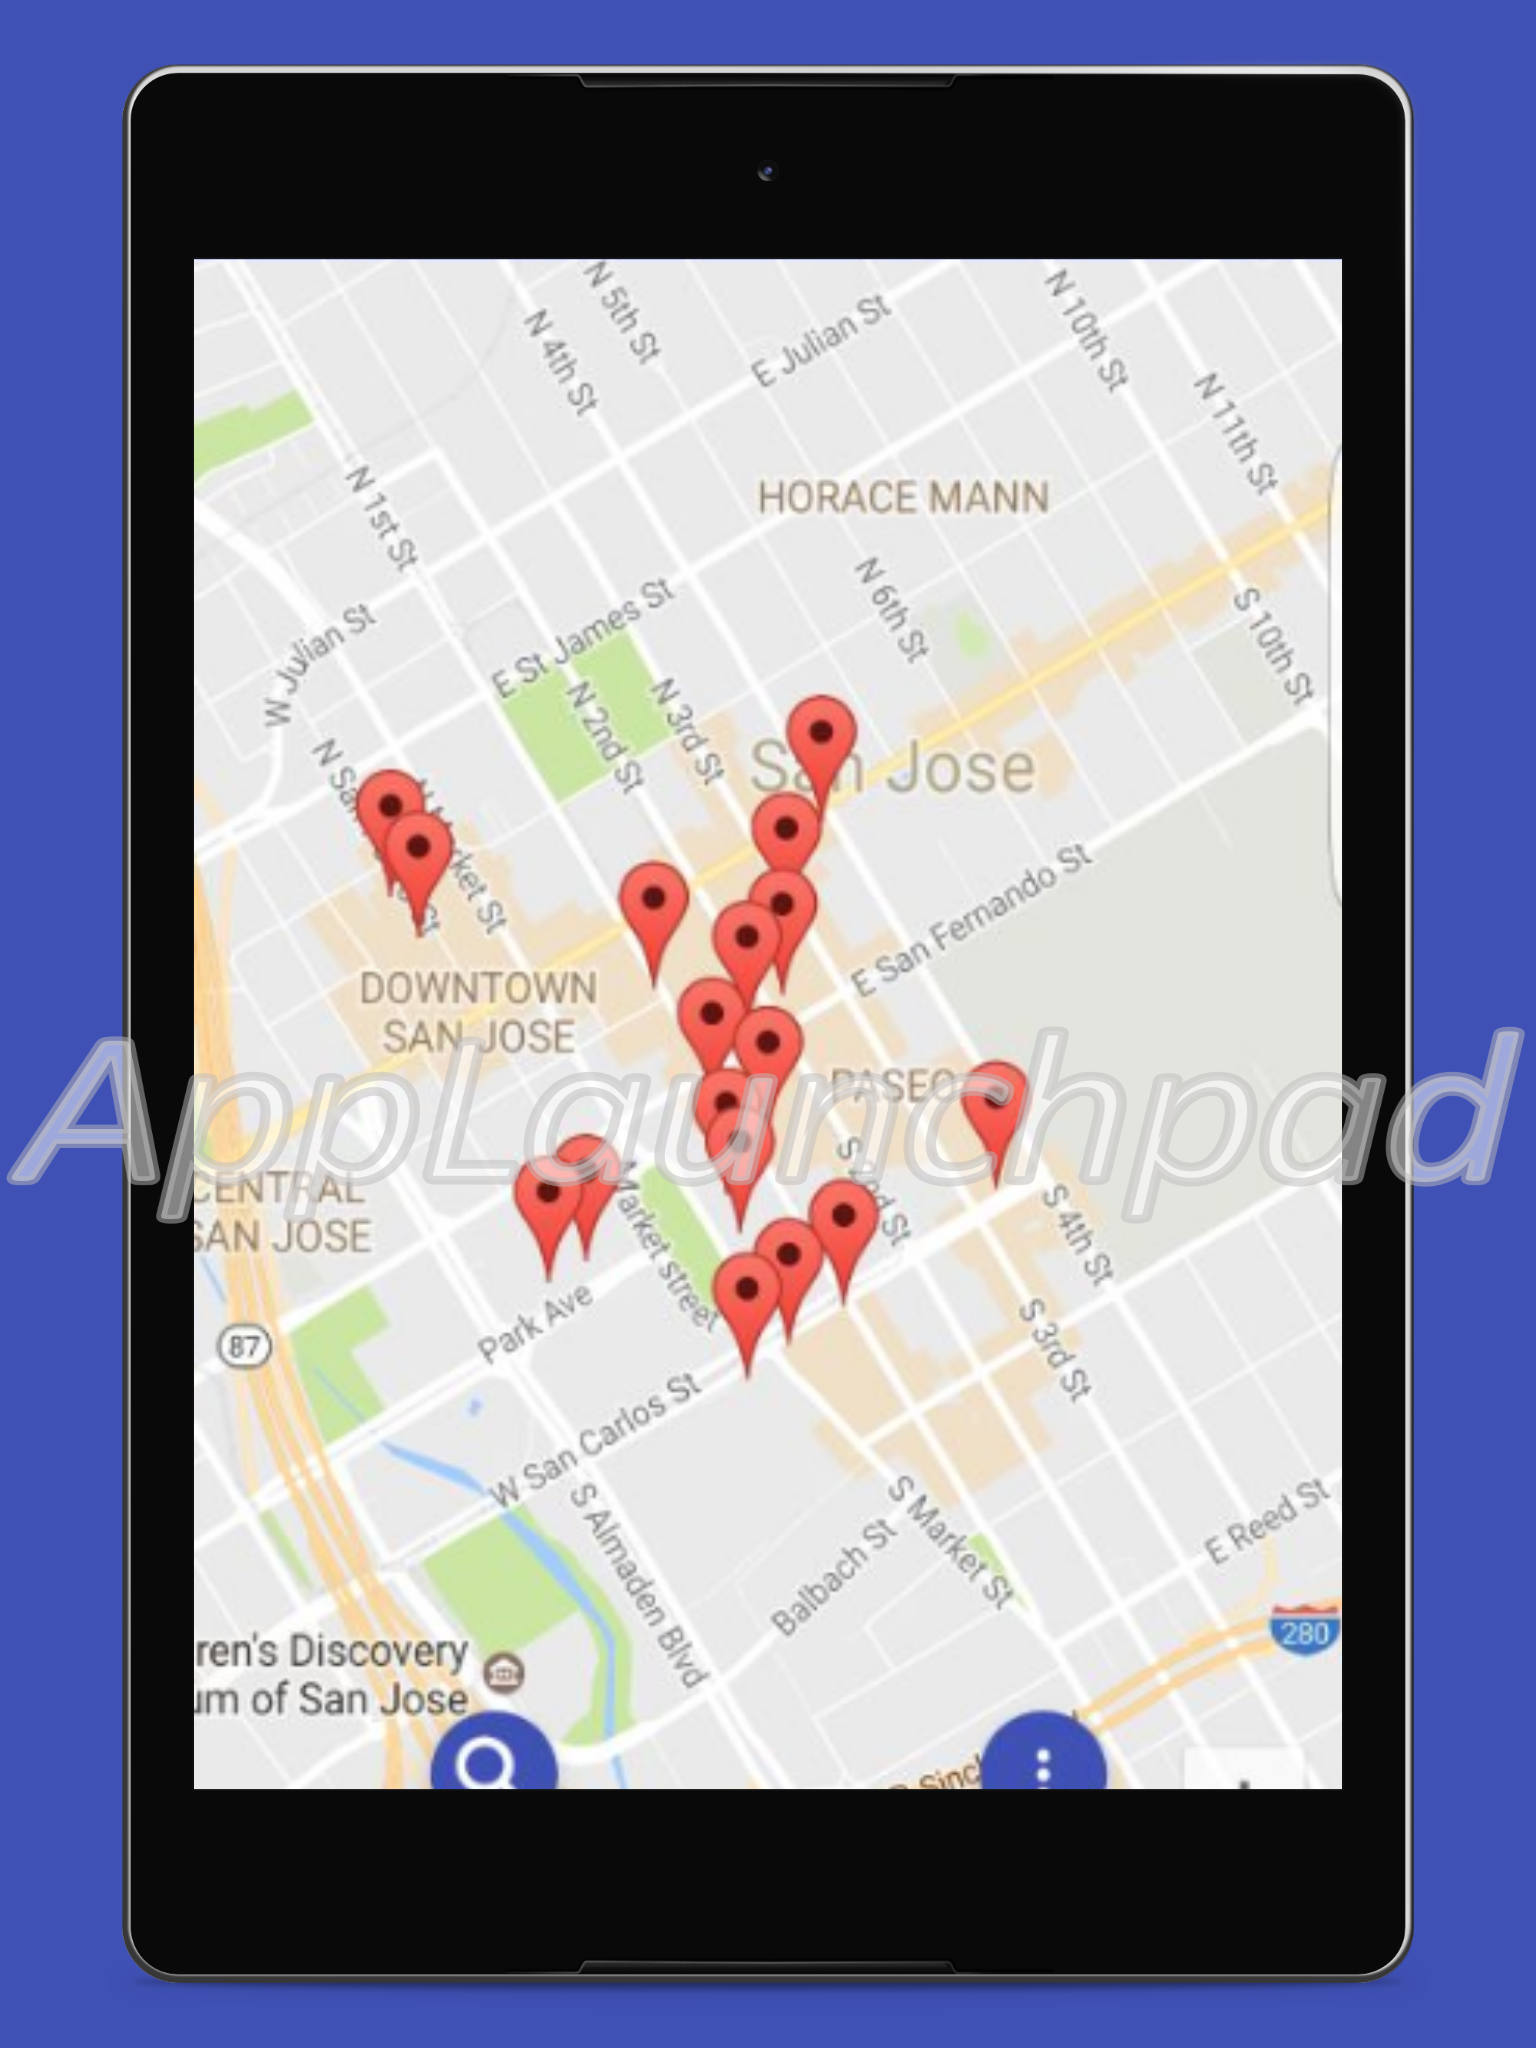 N 5th St
N 4th St
E Julian St
N 10th St
N 11th St
N 1st St
HORACE MANN
N 6th St
S 10th St
E St James St
W Julian St
N 2nd St
N 3rd St
San Jose
E San Fernando St
DOWNTOWN
SAN JOSE
PASEO
AppLaunchpad
CENTRAL
SAN JOSE
S 2nd St
S 4th St
Market street
Park Ave
87
S 3rd St
W San Carlos St
S Almaden Blvd
S Market St
Balbach St
E Reed St
280
ren's Discovery
um of San Jose